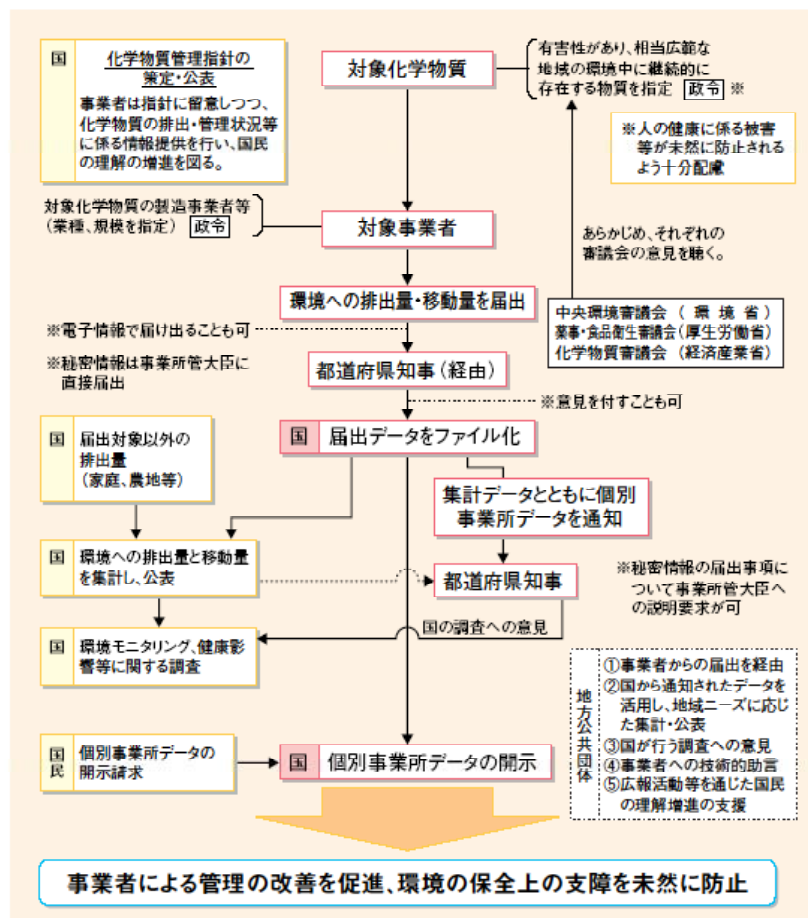 国
化学物質管理指針の
策定・公表
事業者は指針に留意しつつ、
化学物質の排出・管理状況等
に係る情報提供を行い、国民
の理解の増進を図る。
対象化学物質
有害性があり、相当広範な
地域の環境中に継続的に
存在する物質を指定 政令 ※
※人の健康に係る被害
等が未然に防止される
よう十分配慮
対象化学物質の製造事業者等
(業種、規模を指定) 政令
対象事業者
あらかじめ、それぞれの
審議会の意見を聴く。
環境への排出量・移動量を届出
中央環境審議会(環境省)
薬事・食品衛生審議会(厚生労働省)
化学物質審議会(経済産業省)
※電子情報で届け出ることも可
※秘密情報は事業所管大臣に
直接届出
都道府県知事(経由)
※意見を付すことも可
国 届出データをファイル化
国 届出対象以外の
排出量
(家庭、農地等)
集計データとともに個別
事業所データを通知
国 環境への排出量と移動量
を集計し、公表
都道府県知事
※秘密情報の届出事項に
ついて事業所管大臣へ
の説明要求が可
国の調査への意見
国 環境モニタリング、健康影
響等に関する調査
地方公共団体
①事業者からの届出を経由
②国から通知されたデータを
活用し、地域ニーズに応じ
た集計・公表
③国が行う調査への意見
④事業者への技術的助言
⑤広報活動等を通じた国民
の理解増進の支援
国民 個別事業所データの
開示請求
国 個別事業所データの開示
事業者による管理の改善を促進、環境の保全上の支障を未然に防止